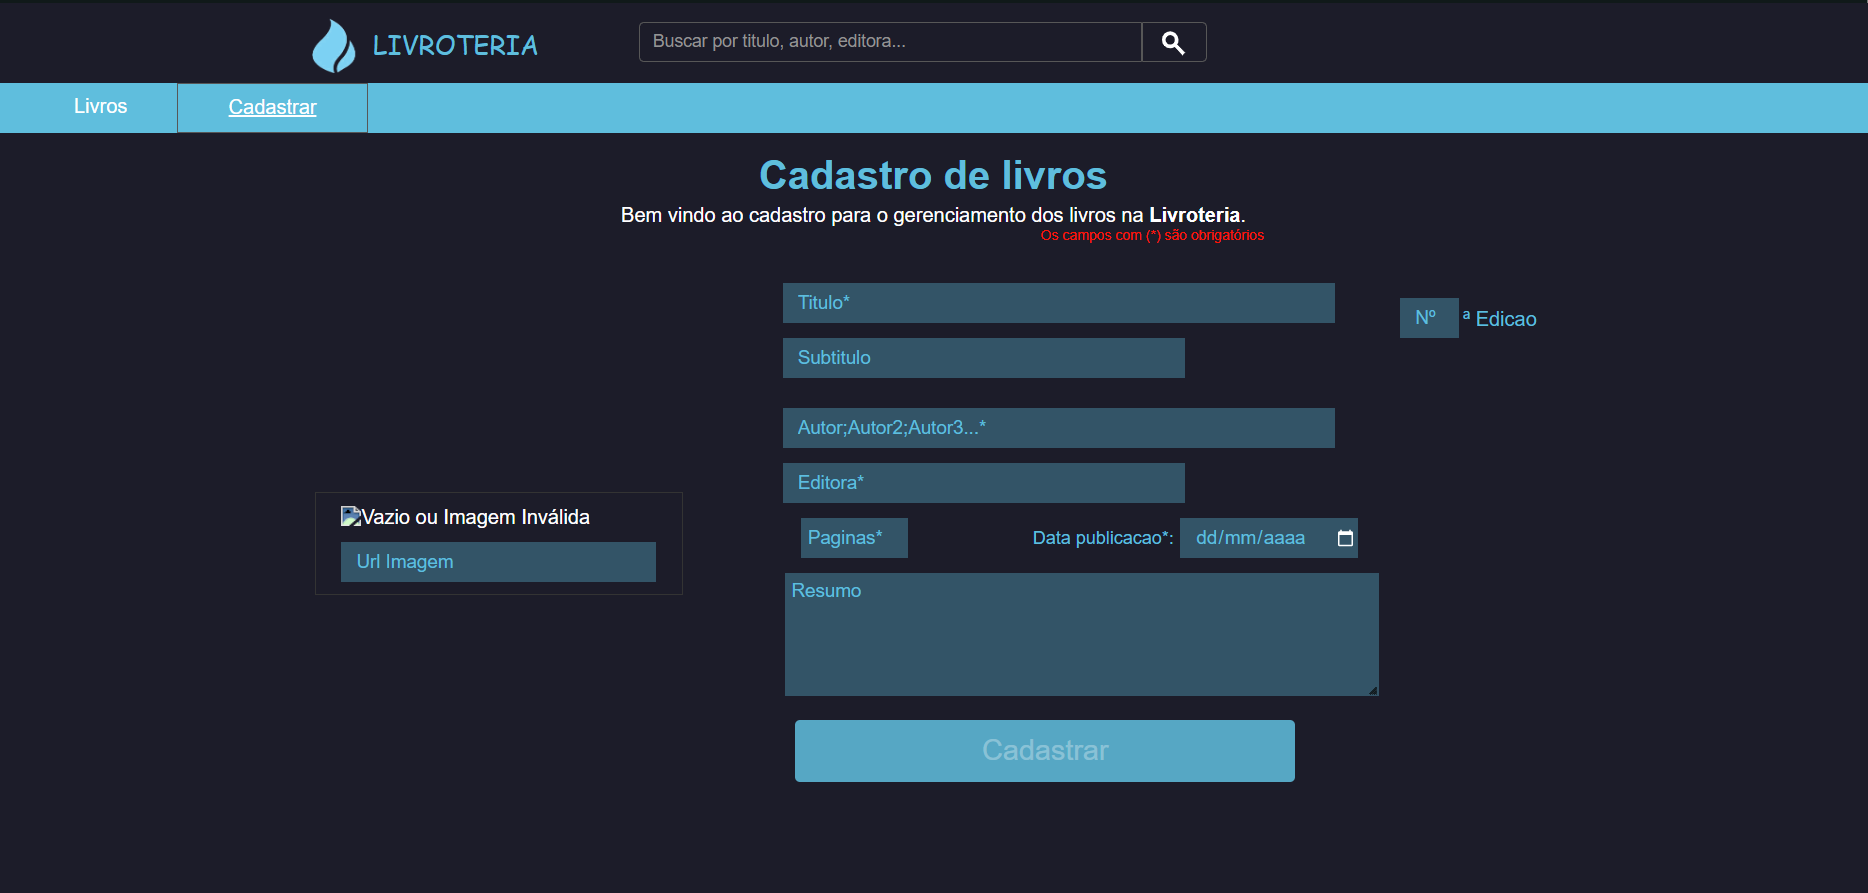 LIVROTERIA
Buscar por titulo, autor, editora...
Livros
Cadastrar
Cadastro de livros
Bem vindo ao cadastro para o gerenciamento dos livros na Livroteria.
Os campos com (*) são obrigatórios
Titulo*
Nº ª Edicao
Subtitulo
Autor;Autor2;Autor3...*
Editora*
Vazio ou Imagem Inválida
Url Imagem
Paginas*
Data publicacao*: dd/mm/aaaa
Resumo
Cadastrar